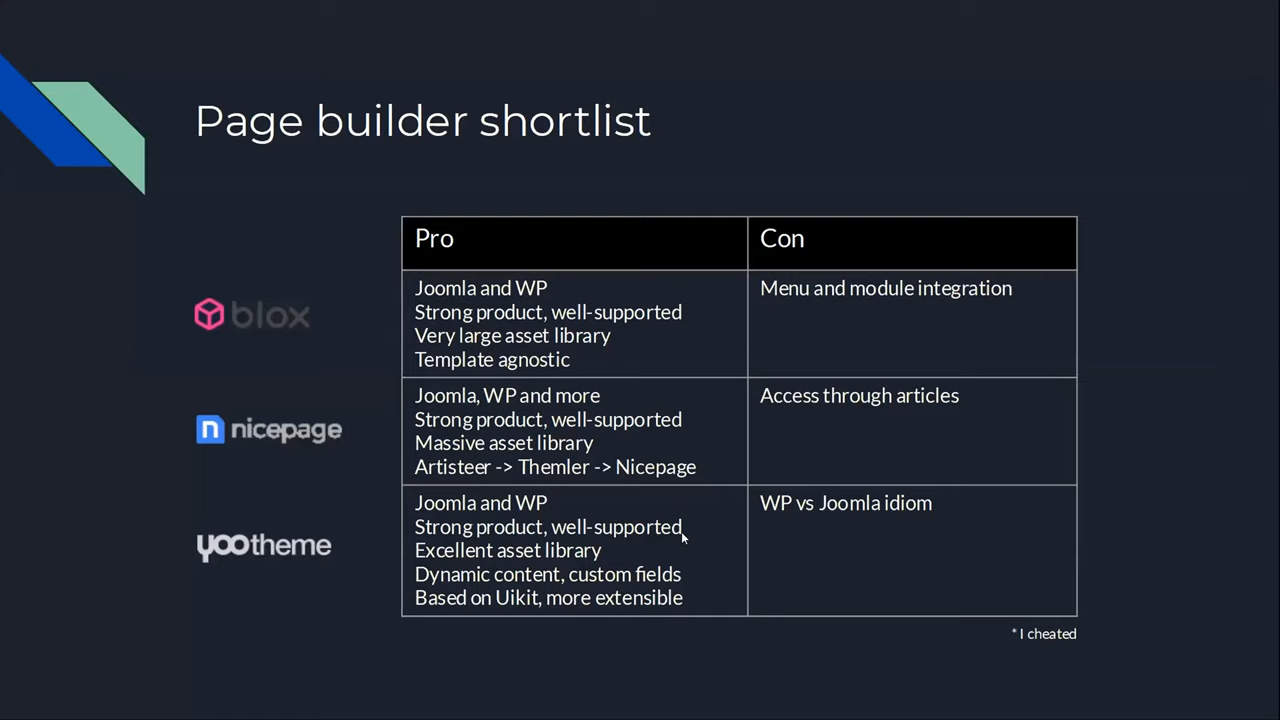 Page builder shortlist
Pro
Con
blox
Joomla and WP
Strong product, well-supported
Very large asset library
Template agnostic
Menu and module integration
nicepage
Joomla, WP and more
Strong product, well-supported
Massive asset library
Artisteer -> Themler -> Nicepage
Access through articles
yootheme
Joomla and WP
Strong product, well-supported
Excellent asset library
Dynamic content, custom fields
Based on Uikit, more extensible
WP vs Joomla idiom
* I cheated